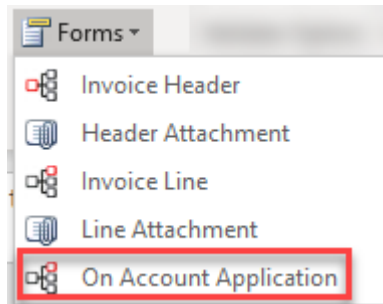 Forms
Invoice Header
Header Attachment
Invoice Line
Line Attachment
On Account Application